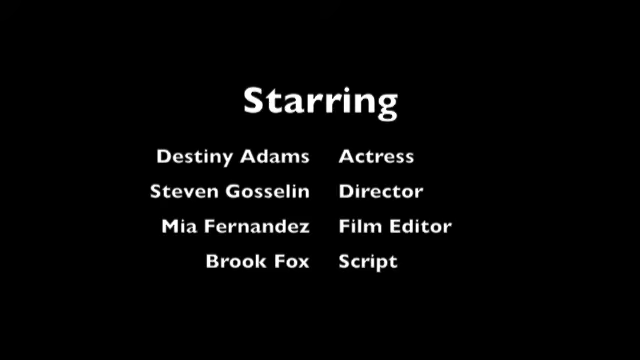 Starring
Destiny Adams Actress
Steven Gosselin Director
Mia Fernandez Film Editor
Brook Fox Script